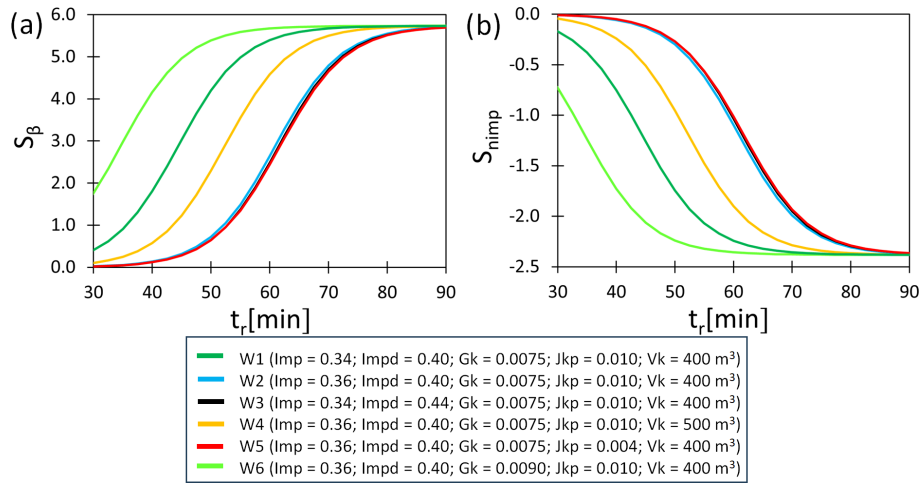 (a)
6.0
5.0
4.0
3.0
2.0
1.0
0.0
Sβ
30 40 50 60 70 80 90
tr[min]
(b)
0.0
-0.5
-1.0
-1.5
-2.0
-2.5
Snimp
30 40 50 60 70 80 90
tr[min]
W1 (Imp = 0.34; Impd = 0.40; Gk = 0.0075; Jkp = 0.010; Vk = 400 m³)
W2 (Imp = 0.36; Impd = 0.40; Gk = 0.0075; Jkp = 0.010; Vk = 400 m³)
W3 (Imp = 0.34; Impd = 0.44; Gk = 0.0075; Jkp = 0.010; Vk = 400 m³)
W4 (Imp = 0.36; Impd = 0.40; Gk = 0.0075; Jkp = 0.010; Vk = 500 m³)
W5 (Imp = 0.36; Impd = 0.40; Gk = 0.0075; Jkp = 0.004; Vk = 400 m³)
W6 (Imp = 0.36; Impd = 0.40; Gk = 0.0090; Jkp = 0.010; Vk = 400 m³)